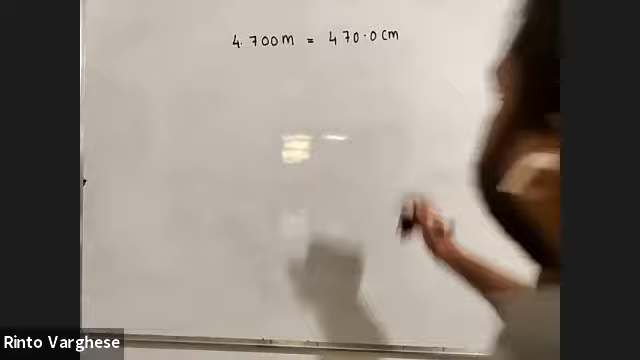 4.700m = 470.0cm
Rinto Varghese